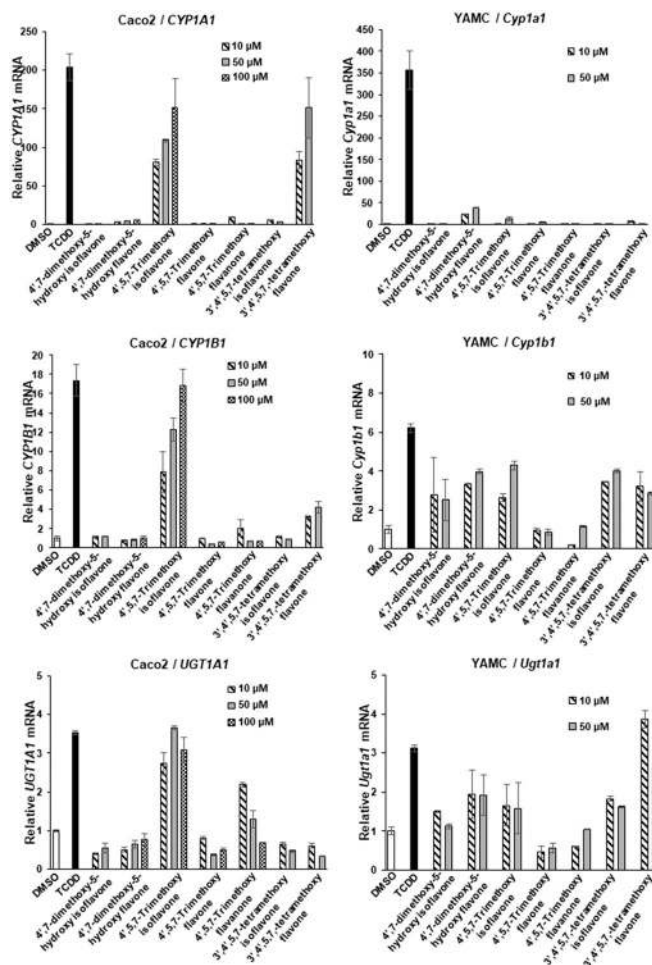 Caco2 / CYP1A1
Relative CYP1A1 mRNA
250
200
150
100
50
0
10 µM
50 µM
100 µM
DMSO
TCDD
4',7-dimethoxy-5-
hydroxy isoflavone
4',7-dimethoxy-5-
hydroxy flavone
4',5,7-Trimethoxy
isoflavone
4',5,7-Trimethoxy
flavone
4',5,7-Trimethoxy
flavanone
3',4',5,7,-tetramethoxy
isoflavone
3',4',5,7,-tetramethoxy
flavone
YAMC / Cyp1a1
Relative Cyp1a1 mRNA
450
400
350
300
250
200
150
100
50
0
10 µM
50 µM
DMSO
TCDD
4',7-dimethoxy-5-
hydroxy isoflavone
4',7-dimethoxy-5-
hydroxy flavone
4',5,7-Trimethoxy
isoflavone
4',5,7-Trimethoxy
flavone
4',5,7-Trimethoxy
flavanone
3',4',5,7,-tetramethoxy
isoflavone
3',4',5,7,-tetramethoxy
flavone
Caco2 / CYP1B1
Relative CYP1B1 mRNA
20
18
16
14
12
10
8
6
4
2
0
10 µM
50 µM
100 µM
DMSO
TCDD
4',7-dimethoxy-5-
hydroxy isoflavone
4',7-dimethoxy-5-
hydroxy flavone
4',5,7-Trimethoxy
isoflavone
4',5,7-Trimethoxy
flavone
4',5,7-Trimethoxy
flavanone
3',4',5,7,-tetramethoxy
isoflavone
3',4',5,7,-tetramethoxy
flavone
YAMC / Cyp1b1
Relative Cyp1b1 mRNA
10
8
6
4
2
0
10 µM
50 µM
DMSO
TCDD
4',7-dimethoxy-5-
hydroxy isoflavone
4',7-dimethoxy-5-
hydroxy flavone
4',5,7-Trimethoxy
isoflavone
4',5,7-Trimethoxy
flavone
4',5,7-Trimethoxy
flavanone
3',4',5,7,-tetramethoxy
isoflavone
3',4',5,7,-tetramethoxy
flavone
Caco2 / UGT1A1
Relative UGT1A1 mRNA
5
4
3
2
1
0
10 µM
50 µM
100 µM
DMSO
TCDD
4',7-dimethoxy-5-
hydroxy isoflavone
4',7-dimethoxy-5-
hydroxy flavone
4',5,7-Trimethoxy
isoflavone
4',5,7-Trimethoxy
flavone
4',5,7-Trimethoxy
flavanone
3',4',5,7,-tetramethoxy
isoflavone
3',4',5,7,-tetramethoxy
flavone
YAMC / Ugt1a1
Relative Ugt1a1 mRNA
5
4
3
2
1
0
10 µM
50 µM
DMSO
TCDD
4',7-dimethoxy-5-
hydroxy isoflavone
4',7-dimethoxy-5-
hydroxy flavone
4',5,7-Trimethoxy
isoflavone
4',5,7-Trimethoxy
flavone
4',5,7-Trimethoxy
flavanone
3',4',5,7,-tetramethoxy
isoflavone
3',4',5,7,-tetramethoxy
flavone